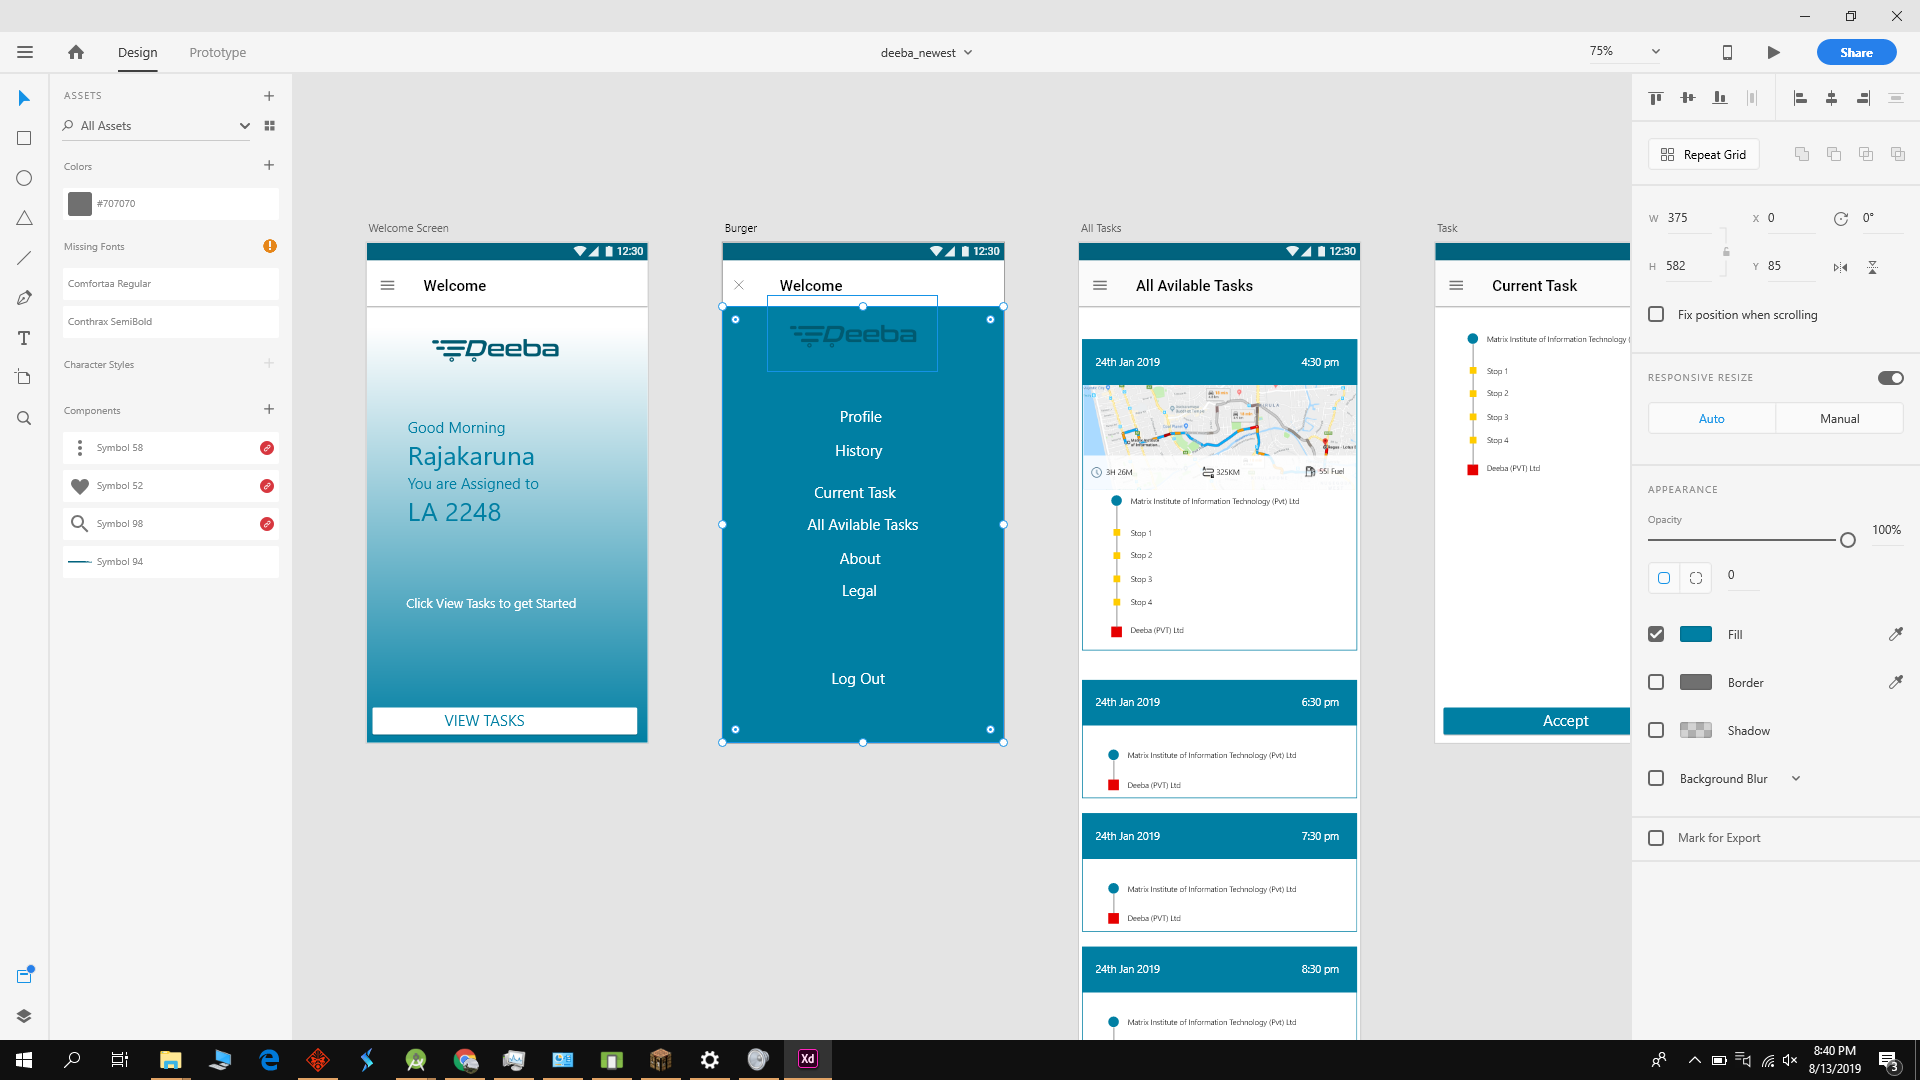 Design
Prototype
deeba_newest
75%
Share
ASSETS
All Assets
Colors
#707070
Missing Fonts
Comfortaa Regular
Conthrax SemiBold
Character Styles
Components
Symbol 58
Symbol 52
Symbol 98
Symbol 94
Welcome Screen
12:30
Welcome
Deeba
Good Morning
Rajakaruna
You are Assigned to
LA 2248
Click View Tasks to get Started
VIEW TASKS
Burger
12:30
Welcome
Deeba
Profile
History
Current Task
All Avilable Tasks
About
Legal
Log Out
All Tasks
12:30
All Avilable Tasks
24th Jan 2019
4:30 pm
3H 26M
325KM
55l Fuel
Matrix Institute of Information Technology (Pvt) Ltd
Stop 1
Stop 2
Stop 3
Stop 4
Deeba (PVT) Ltd
24th Jan 2019
6:30 pm
Matrix Institute of Information Technology (Pvt) Ltd
Deeba (PVT) Ltd
24th Jan 2019
7:30 pm
Matrix Institute of Information Technology (Pvt) Ltd
Deeba (PVT) Ltd
24th Jan 2019
8:30 pm
Matrix Institute of Information Technology (Pvt) Ltd
Task
Current Task
Matrix Institute of Information Technology (
Stop 1
Stop 2
Stop 3
Stop 4
Deeba (PVT) Ltd
Accept
Repeat Grid
W 375
X 0
0°
H 582
Y 85
Fix position when scrolling
RESPONSIVE RESIZE
Auto
Manual
APPEARANCE
Opacity
100%
0
Fill
Border
Shadow
Background Blur
Mark for Export
Xd
8:40 PM
8/13/2019
3